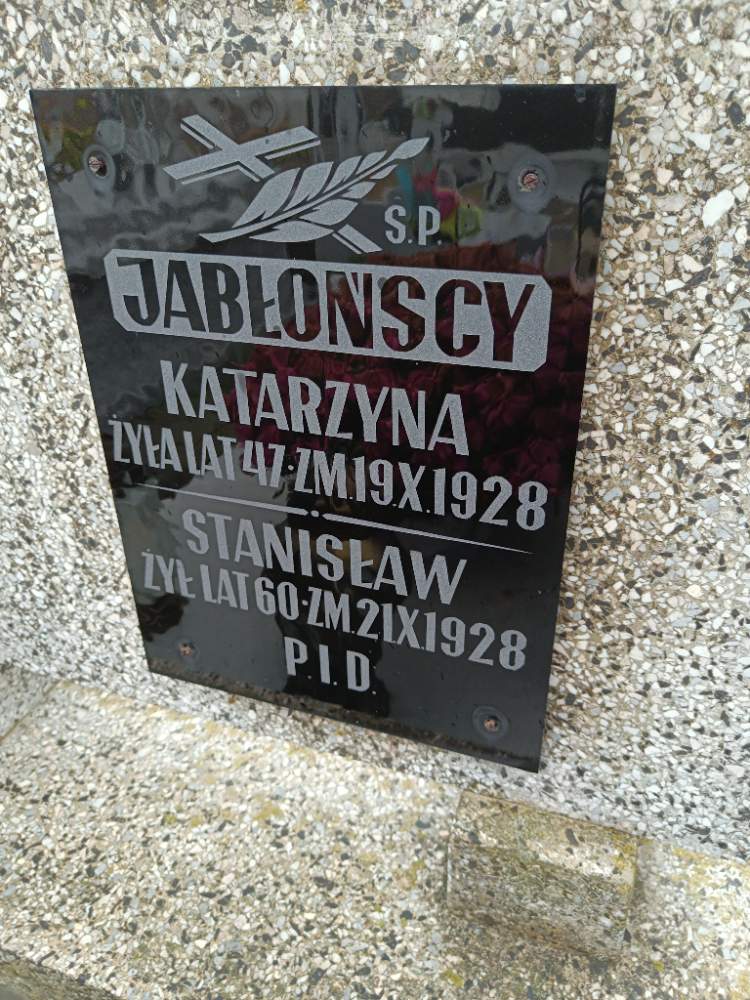 Ś.P.
JABŁOŃSCY
KATARZYNA
ŻYŁA LAT 47·ZM.19.X.1928
STANISŁAW
ŻYŁ LAT 60·ZM.21.X.1928
P.I.D.